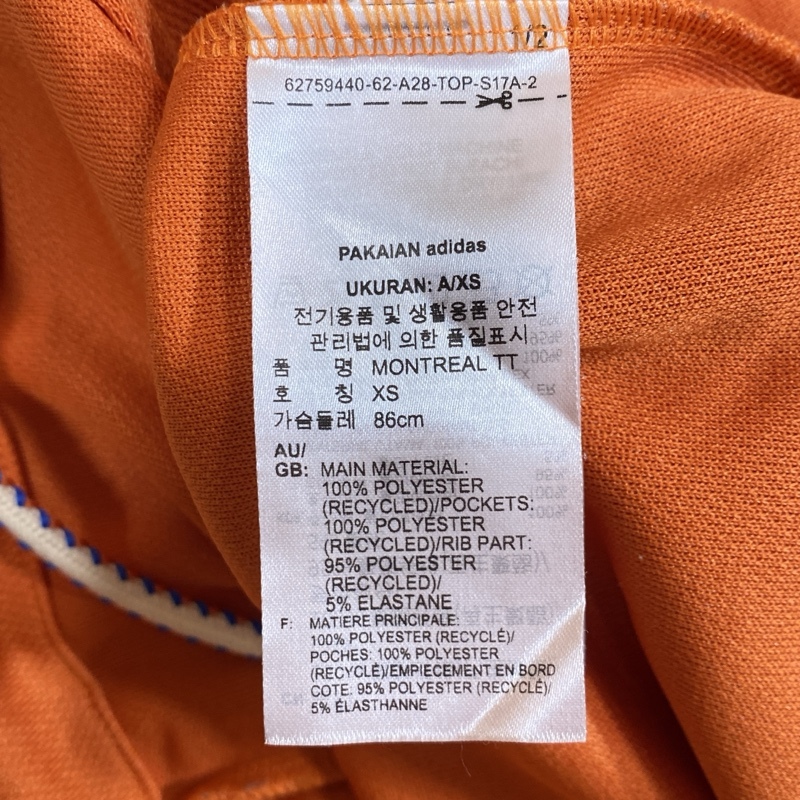 1/2
62759440-62-A28-TOP-S17A-2
PAKAIAN adidas
UKURAN: A/XS
전기용품 및 생활용품 안전
관리법에 의한 품질표시
품 명 MONTREAL TT
호 칭 XS
가슴둘레 86cm
AU/
GB: MAIN MATERIAL:
100% POLYESTER
(RECYCLED)/POCKETS:
100% POLYESTER
(RECYCLED)/RIB PART:
95% POLYESTER
(RECYCLED)/
5% ELASTANE
F: MATIERE PRINCIPALE:
100% POLYESTER (RECYCLÉ)/
POCHES: 100% POLYESTER
(RECYCLÉ)/EMPIECEMENT EN BORD
COTE: 95% POLYESTER (RECYCLÉ)/
5% ÉLASTHANNE